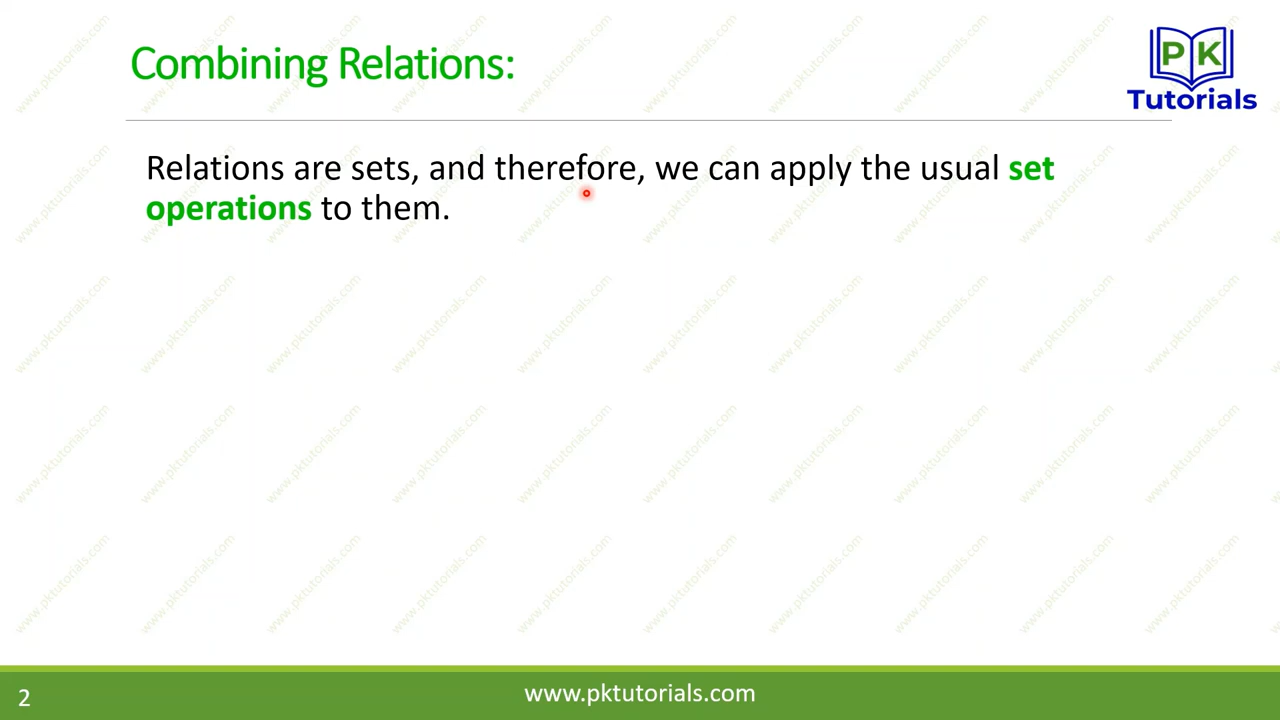 Combining Relations:
PK
Tutorials
Relations are sets, and therefore, we can apply the usual set
operations to them.
2
www.pktutorials.com